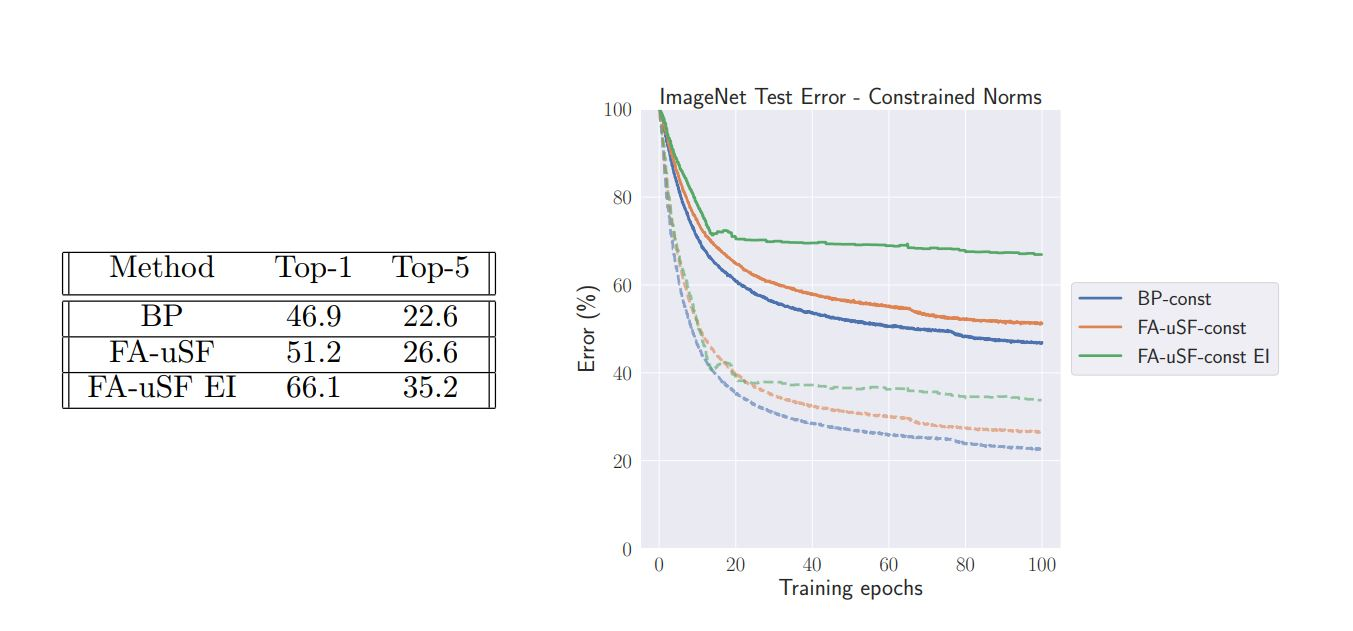 Method Top-1 Top-5
BP 46.9 22.6
FA-uSF 51.2 26.6
FA-uSF EI 66.1 35.2
ImageNet Test Error - Constrained Norms
100
80
60
40
20
0
Error (%)
0 20 40 60 80 100
Training epochs
BP-const
FA-uSF-const
FA-uSF-const EI